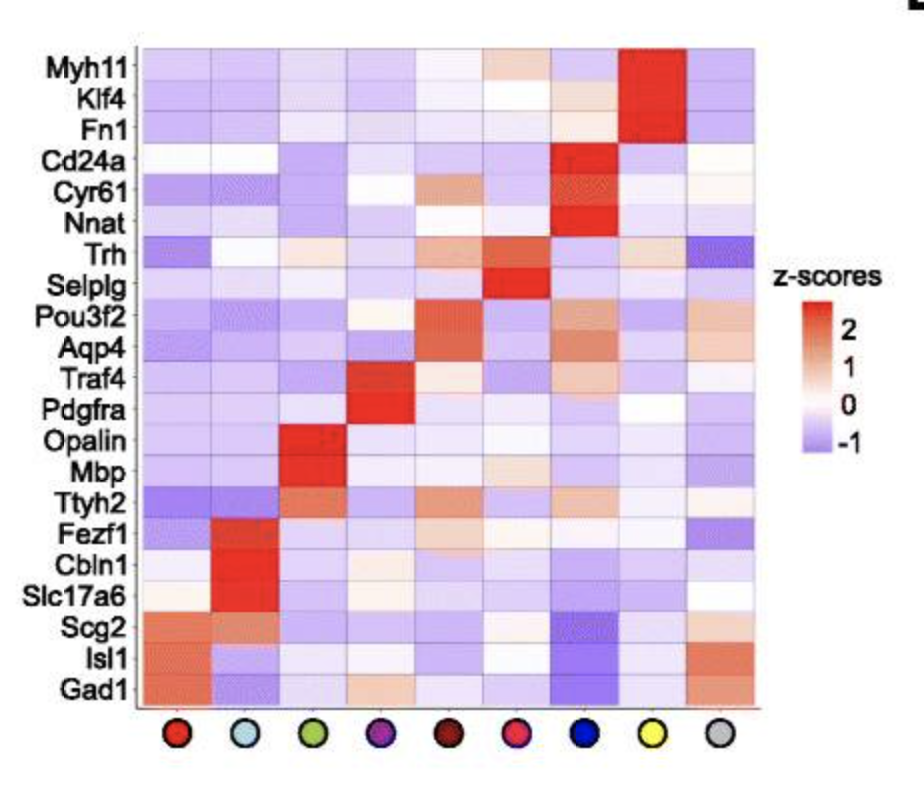 Myh11
Klf4
Fn1
Cd24a
Cyr61
Nnat
Trh
Selplg
Pou3f2
Aqp4
Traf4
Pdgfra
Opalin
Mbp
Ttyh2
Fezf1
Cbln1
Slc17a6
Scg2
Isl1
Gad1
z-scores
2
1
0
-1